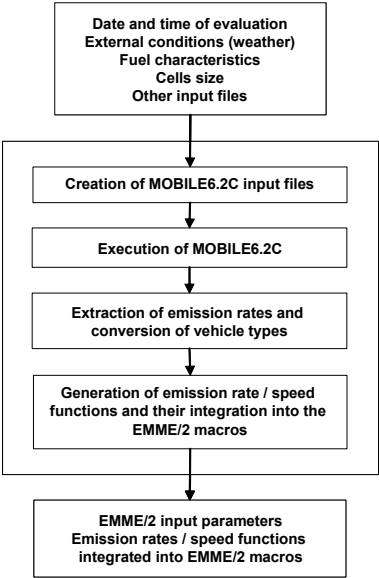 Date and time of evaluation
External conditions (weather)
Fuel characteristics
Cells size
Other input files
Creation of MOBILE6.2C input files
Execution of MOBILE6.2C
Extraction of emission rates and
conversion of vehicle types
Generation of emission rate / speed
functions and their integration into the
EMME/2 macros
EMME/2 input parameters
Emission rates / speed functions
integrated into EMME/2 macros